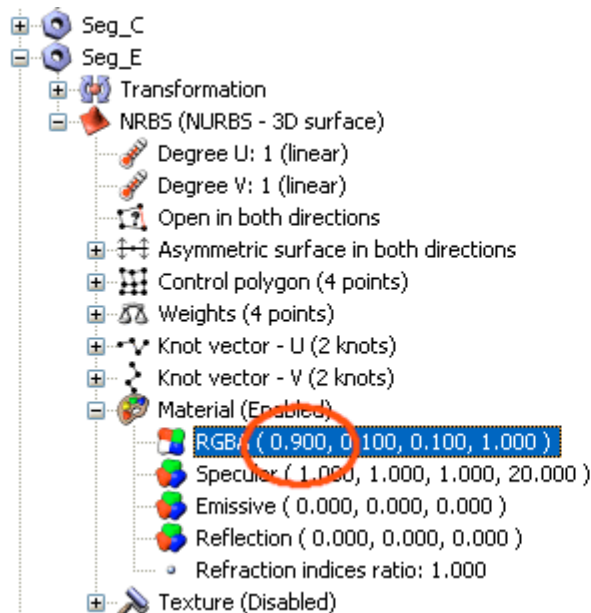 Seg_C
Seg_E
Transformation
NRBS (NURBS - 3D surface)
Degree U: 1 (linear)
Degree V: 1 (linear)
Open in both directions
Asymmetric surface in both directions
Control polygon (4 points)
Weights (4 points)
Knot vector - U (2 knots)
Knot vector - V (2 knots)
Material (Enabled)
RGBA ( 0.900, 0.100, 0.100, 1.000 )
Specular ( 1.000, 1.000, 1.000, 20.000 )
Emissive ( 0.000, 0.000, 0.000 )
Reflection ( 0.000, 0.000, 0.000 )
Refraction indices ratio: 1.000
Texture (Disabled)